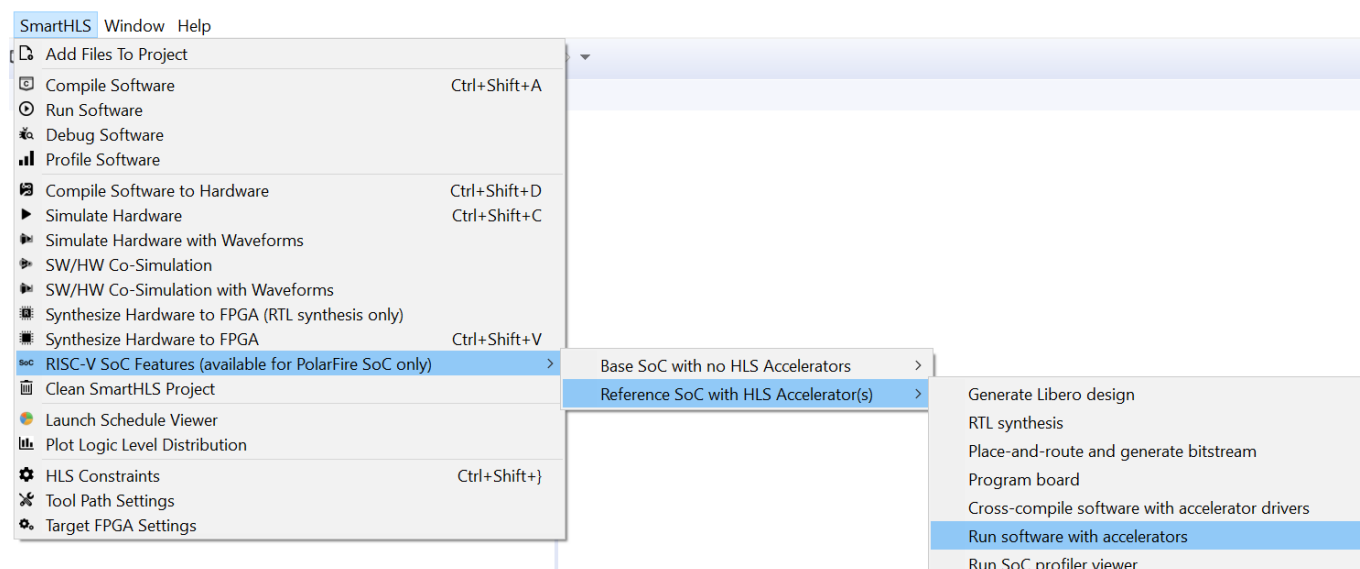 SmartHLS Window Help
Add Files To Project
Compile Software Ctrl+Shift+A
Run Software
Debug Software
Profile Software
Compile Software to Hardware Ctrl+Shift+D
Simulate Hardware Ctrl+Shift+C
Simulate Hardware with Waveforms
SW/HW Co-Simulation
SW/HW Co-Simulation with Waveforms
Synthesize Hardware to FPGA (RTL synthesis only)
Synthesize Hardware to FPGA Ctrl+Shift+V
SoC RISC-V SoC Features (available for PolarFire SoC only)
Clean SmartHLS Project
Launch Schedule Viewer
Plot Logic Level Distribution
HLS Constraints Ctrl+Shift+}
Tool Path Settings
Target FPGA Settings
Base SoC with no HLS Accelerators
Reference SoC with HLS Accelerator(s)
Generate Libero design
RTL synthesis
Place-and-route and generate bitstream
Program board
Cross-compile software with accelerator drivers
Run software with accelerators
Run SoC profiler viewer